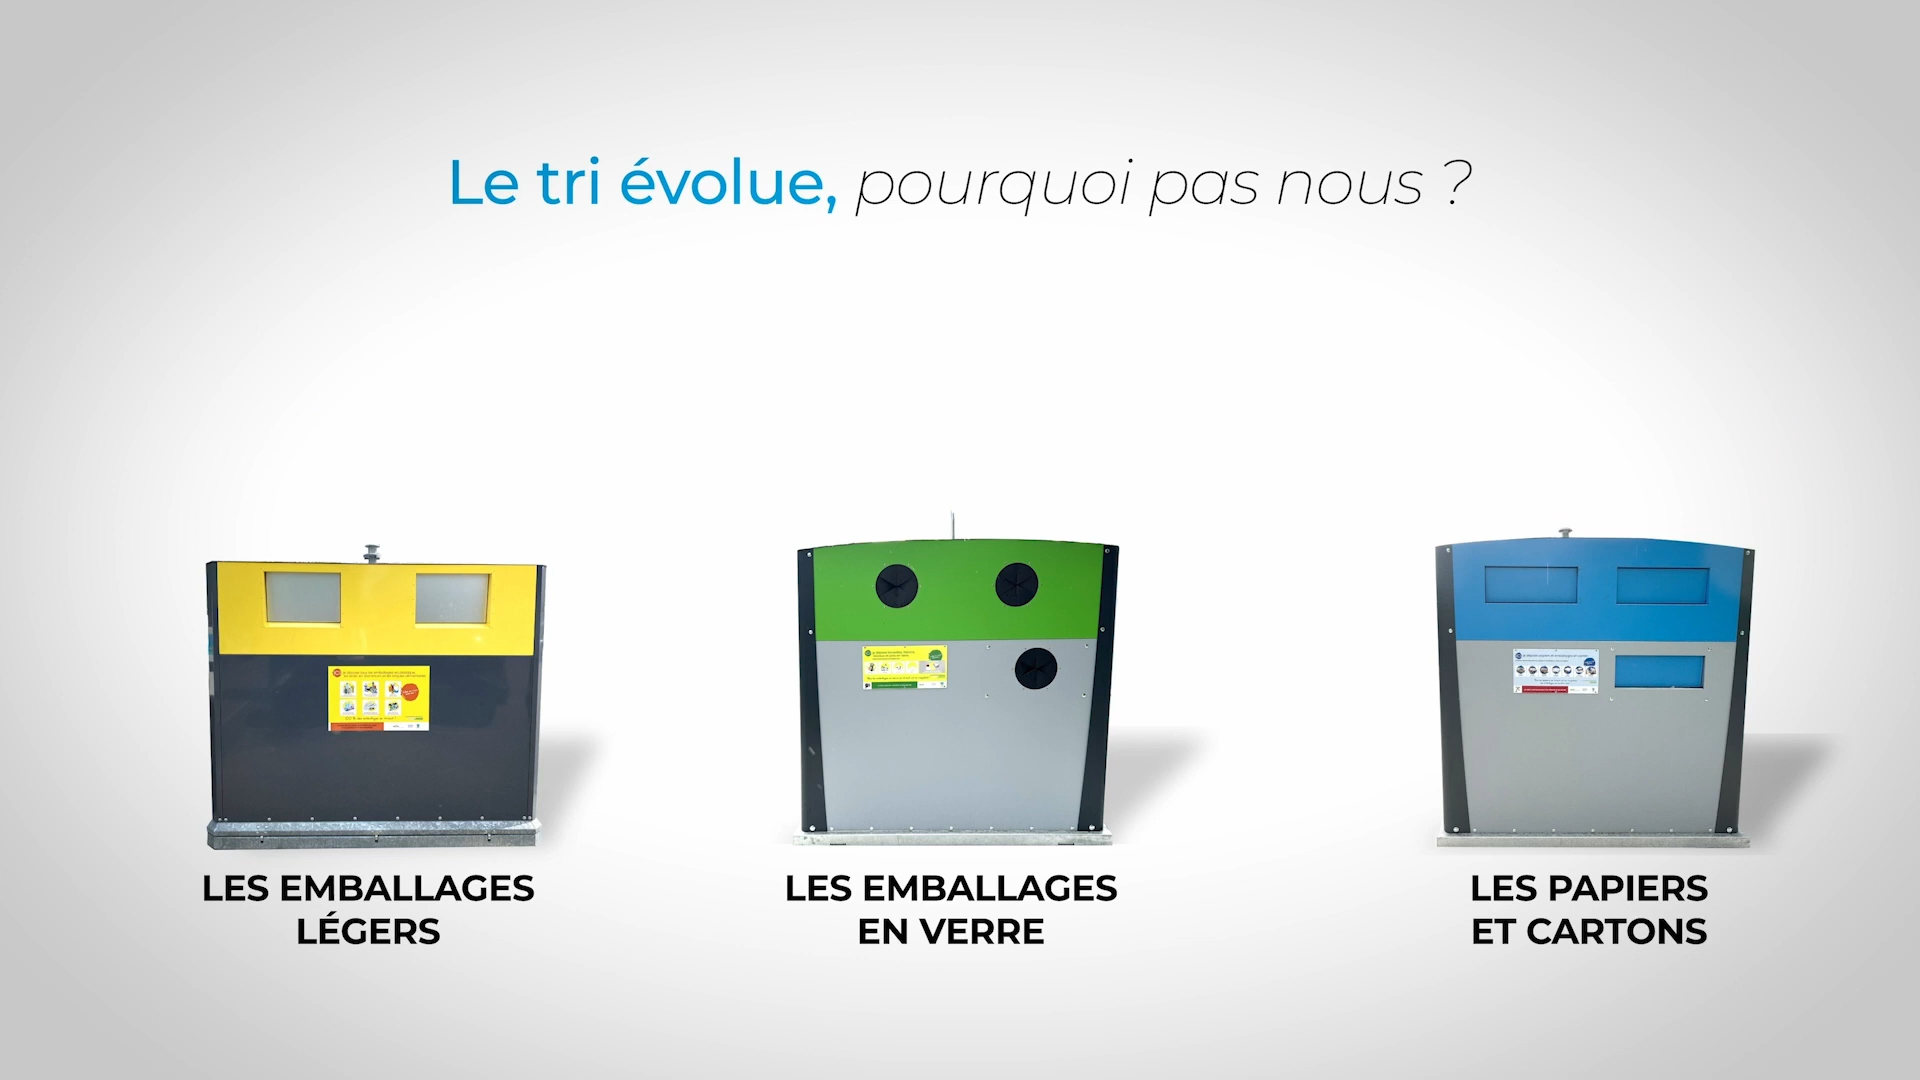 Le tri évolue, pourquoi pas nous ?
LES EMBALLAGES
LÉGERS
LES EMBALLAGES
EN VERRE
LES PAPIERS
ET CARTONS